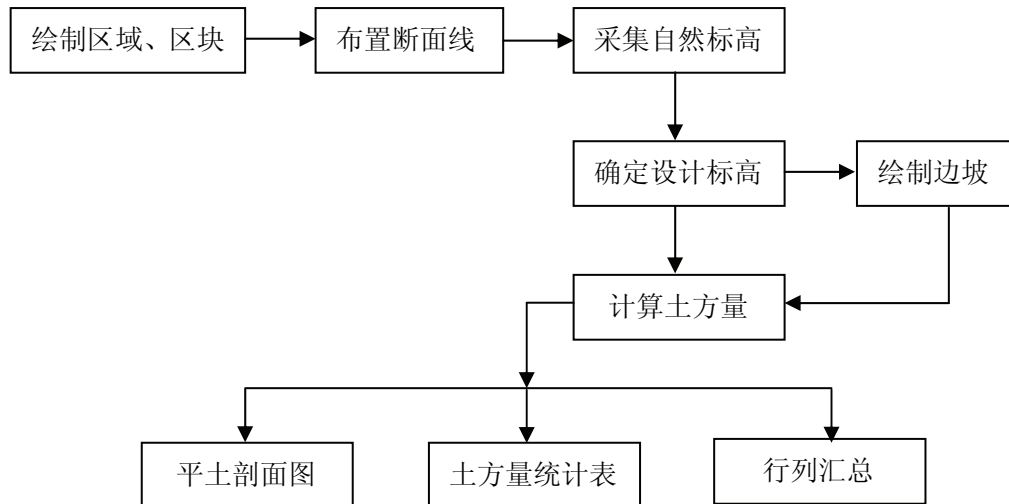 绘制区域、区块
布置断面线
采集自然标高
确定设计标高
绘制边坡
计算土方量
平土剖面图
土方量统计表
行列汇总